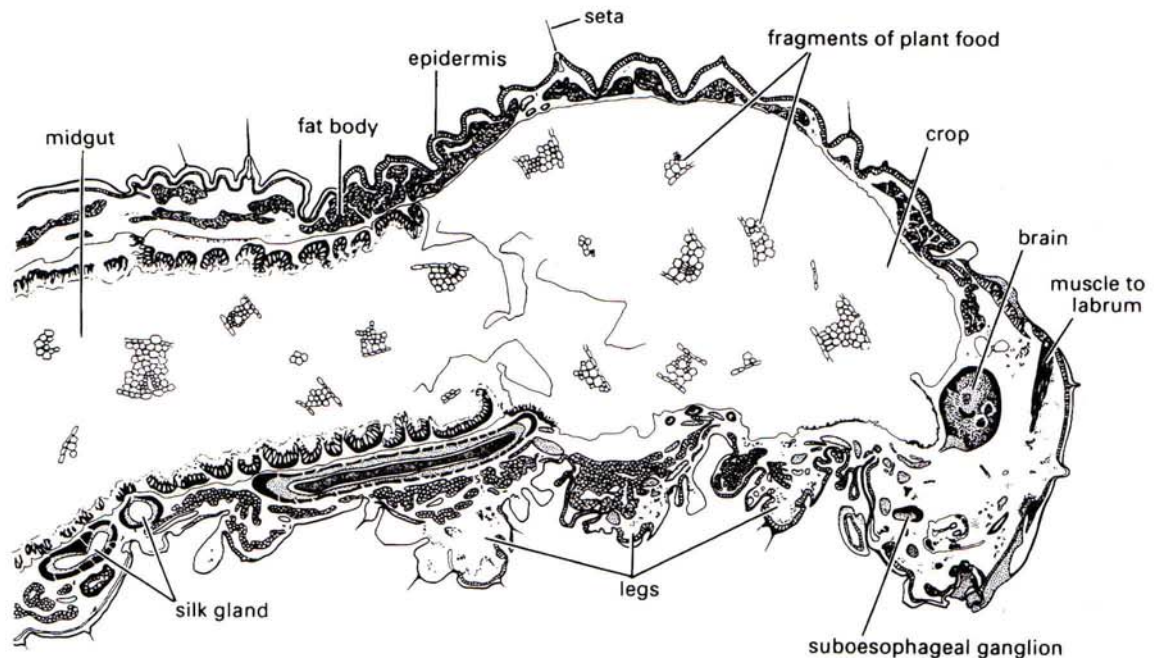 seta
fragments of plant food
epidermis
fat body
midgut
crop
brain
muscle to
labrum
legs
silk gland
suboesophageal ganglion